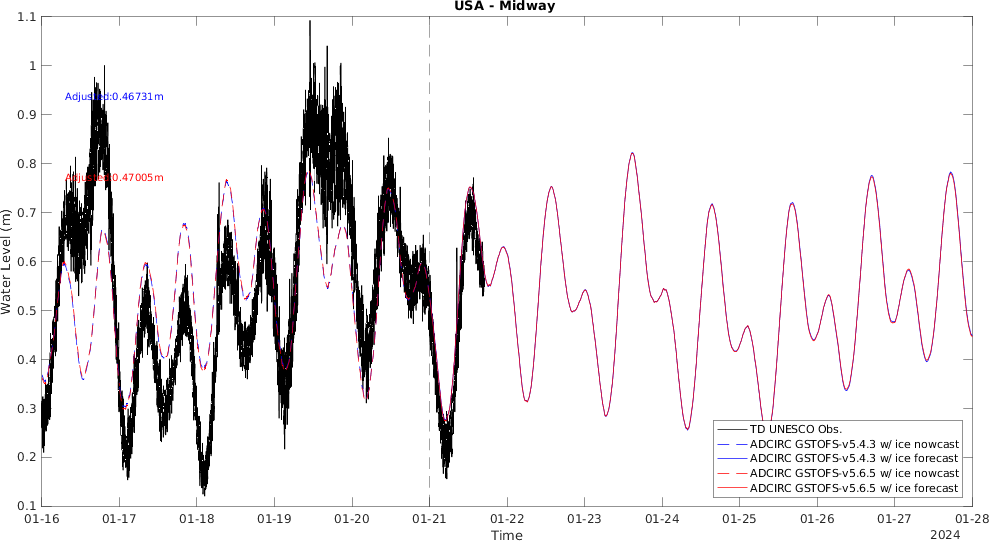 USA - Midway
1.1
1
0.9
0.8
0.7
0.6
0.5
0.4
0.3
0.2
0.1
Water Level (m)
Adjusted:0.46731m
Adjusted:0.47005m
TD UNESCO Obs.
ADCIRC GSTOFS-v5.4.3 w/ ice nowcast
ADCIRC GSTOFS-v5.4.3 w/ ice forecast
ADCIRC GSTOFS-v5.6.5 w/ ice nowcast
ADCIRC GSTOFS-v5.6.5 w/ ice forecast
01-16 01-17 01-18 01-19 01-20 01-21 01-22 01-23 01-24 01-25 01-26 01-27 01-28
Time
2024